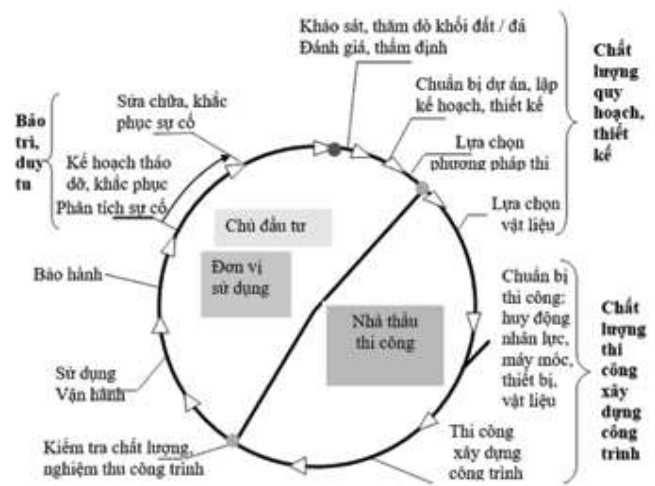 Khảo sát, thăm dò khối đất / đá
Đánh giá, thẩm định
Chuẩn bị dự án, lập
kế hoạch, thiết kế
Lựa chọn
phương pháp thi
Lựa chọn
vật liệu
Chất
lượng
quy
hoạch,
thiết
kế
Chuẩn bị
thi công:
huy động
nhân lực,
máy móc,
thiết bị,
vật liệu
Chất
lượng
thi
công
xây
dựng
công
trình
Thi công
xây dựng
công trình
Kiểm tra chất lượng,
nghiệm thu công trình
Sử dụng
Vận hành
Bảo hành
Phân tích sự cố
Kế hoạch tháo
dỡ, khắc phục
Sửa chữa, khắc
phục sự cố
Bảo
trì,
duy
tu
Chủ đầu tư
Đơn vị
sử dụng
Nhà thầu
thi công